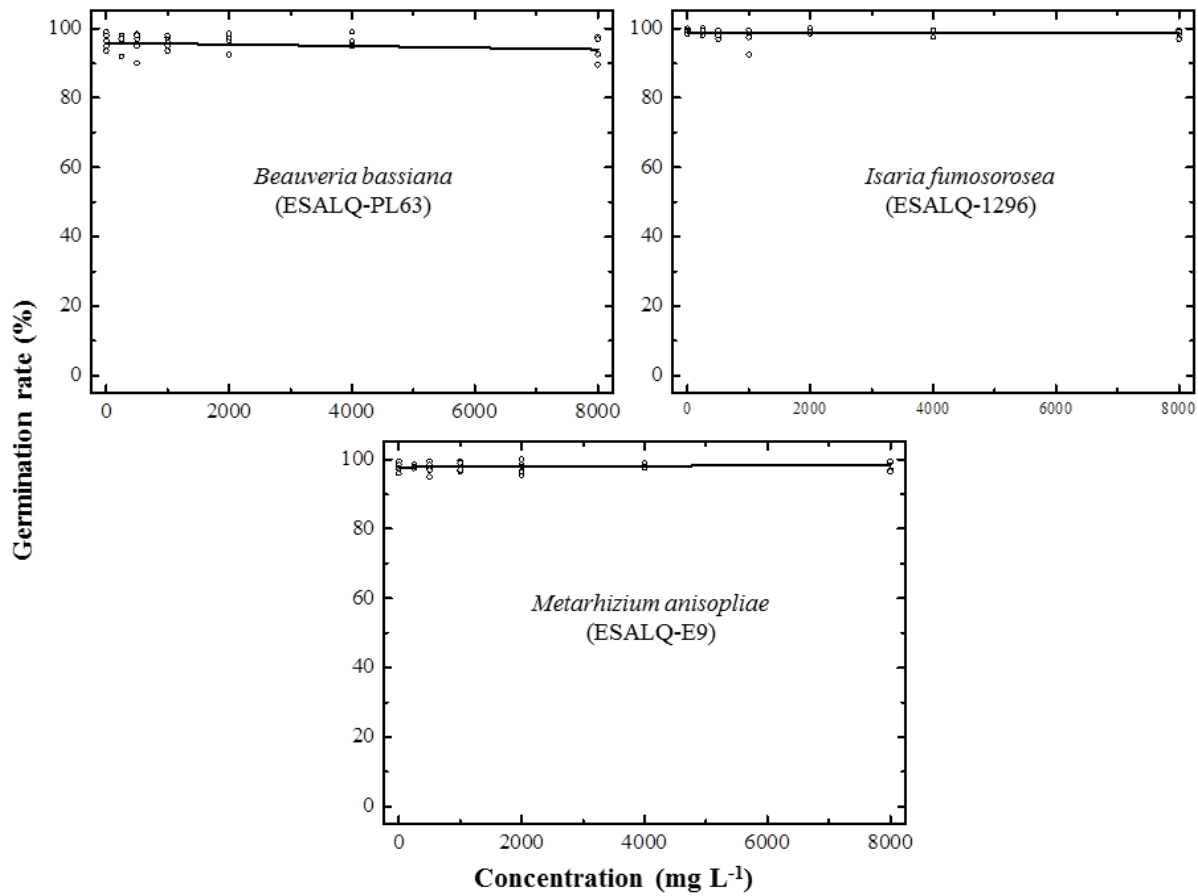 100
80
60
40
20
0
Beauveria bassiana
(ESALQ-PL63)
0 2000 4000 6000 8000
100
80
60
40
20
0
Isaria fumosorosea
(ESALQ-1296)
0 2000 4000 6000 8000
Germination rate (%)
100
80
60
40
20
0
Metarhizium anisopliae
(ESALQ-E9)
0 2000 4000 6000 8000
Concentration (mg L⁻¹)